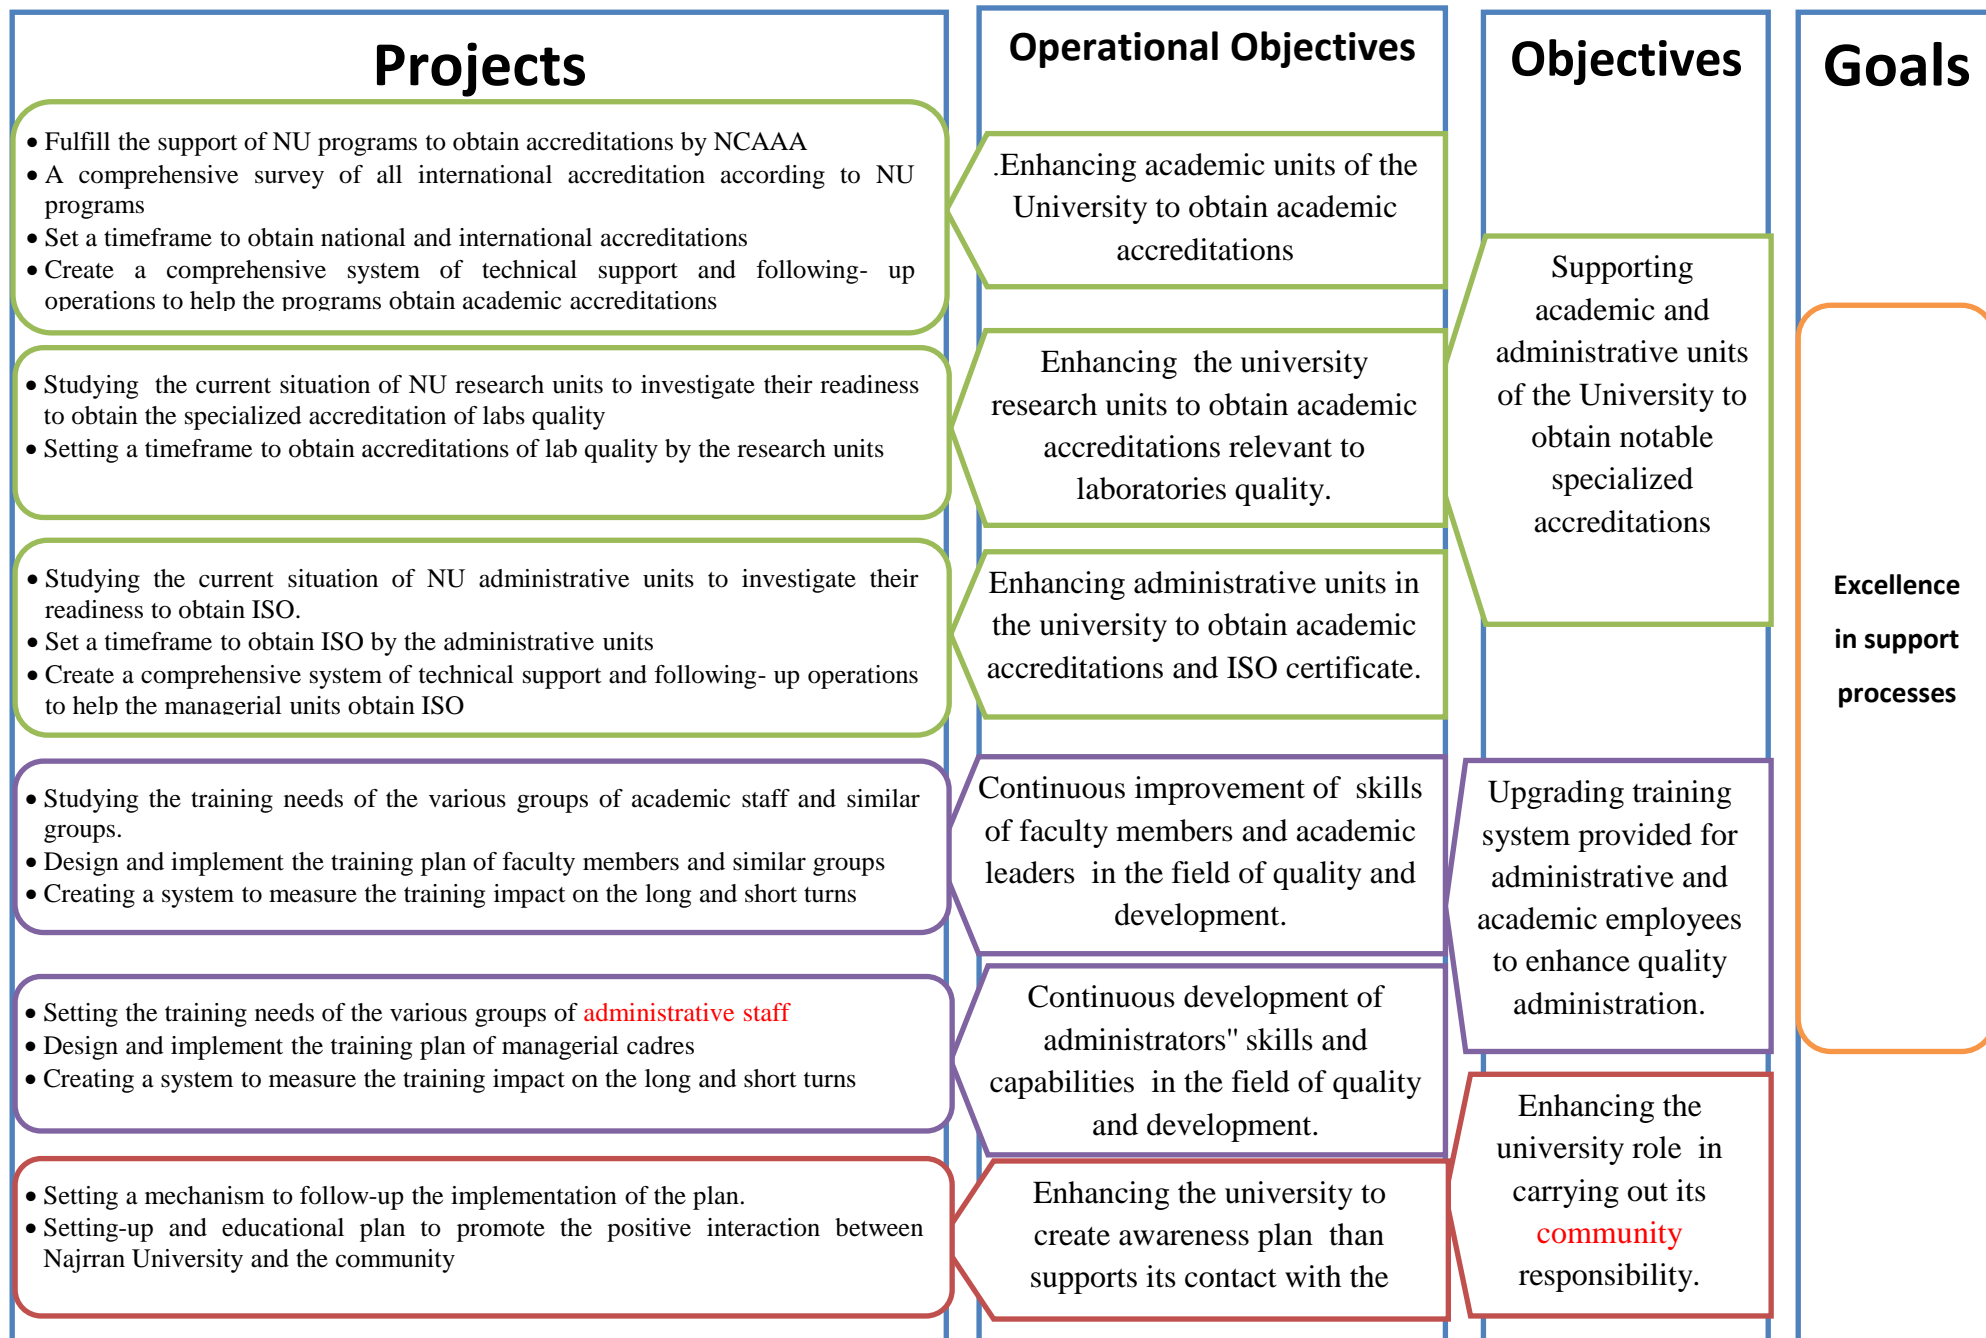 Projects
Operational Objectives
Objectives
Goals
• Fulfill the support of NU programs to obtain accreditations by NCAAA
• A comprehensive survey of all international accreditation according to NU
programs
• Set a timeframe to obtain national and international accreditations
• Create a comprehensive system of technical support and following- up
operations to help the programs obtain academic accreditations
.Enhancing academic units of the
University to obtain academic
accreditations
• Studying the current situation of NU research units to investigate their readiness
to obtain the specialized accreditation of labs quality
• Setting a timeframe to obtain accreditations of lab quality by the research units
Enhancing the university
research units to obtain academic
accreditations relevant to
laboratories quality.
• Studying the current situation of NU administrative units to investigate their
readiness to obtain ISO.
• Set a timeframe to obtain ISO by the administrative units
• Create a comprehensive system of technical support and following- up operations
to help the managerial units obtain ISO
Enhancing administrative units in
the university to obtain academic
accreditations and ISO certificate.
Supporting
academic and
administrative units
of the University to
obtain notable
specialized
accreditations
• Studying the training needs of the various groups of academic staff and similar
groups.
• Design and implement the training plan of faculty members and similar groups
• Creating a system to measure the training impact on the long and short turns
Continuous improvement of skills
of faculty members and academic
leaders in the field of quality and
development.
• Setting the training needs of the various groups of administrative staff
• Design and implement the training plan of managerial cadres
• Creating a system to measure the training impact on the long and short turns
Continuous development of
administrators" skills and
capabilities in the field of quality
and development.
Upgrading training
system provided for
administrative and
academic employees
to enhance quality
administration.
• Setting a mechanism to follow-up the implementation of the plan.
• Setting-up and educational plan to promote the positive interaction between
Najrran University and the community
Enhancing the university to
create awareness plan than
supports its contact with the
Enhancing the
university role in
carrying out its
community
responsibility.
Excellence
in support
processes